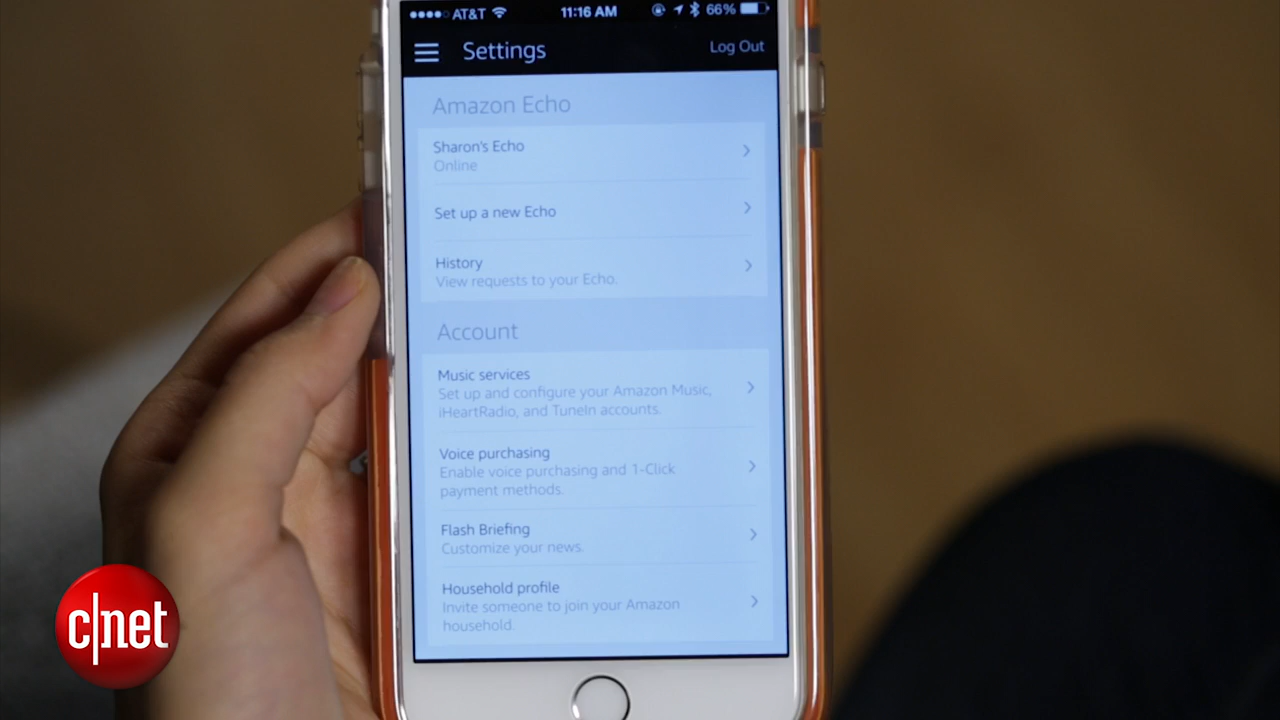 AT&T 11:16 AM 66%
Settings Log Out
Amazon Echo
Sharon's Echo
Online
Set up a new Echo
History
View requests to your Echo.
Account
Music services
Set up and configure your Amazon Music,
iHeartRadio, and TuneIn accounts.
Voice purchasing
Enable voice purchasing and 1-Click
payment methods.
Flash Briefing
Customize your news.
Household profile
Invite someone to join your Amazon
household.
c|net